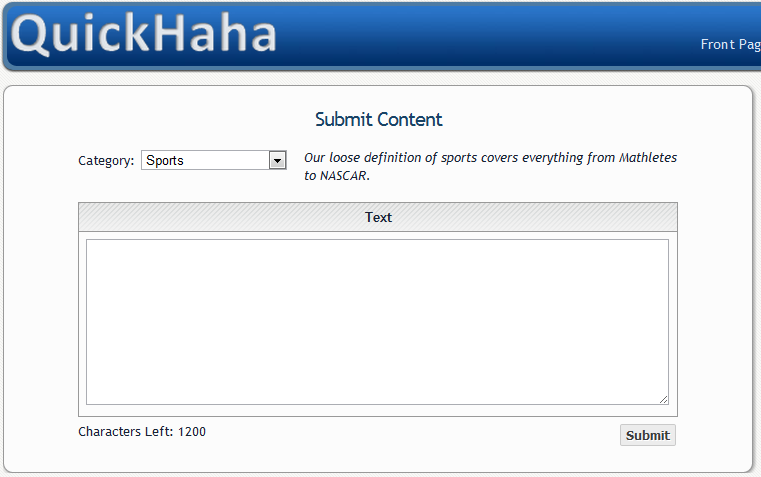 QuickHaha
Front Pag
Submit Content
Category: Sports
Our loose definition of sports covers everything from Mathletes
to NASCAR.
Text
Characters Left: 1200
Submit